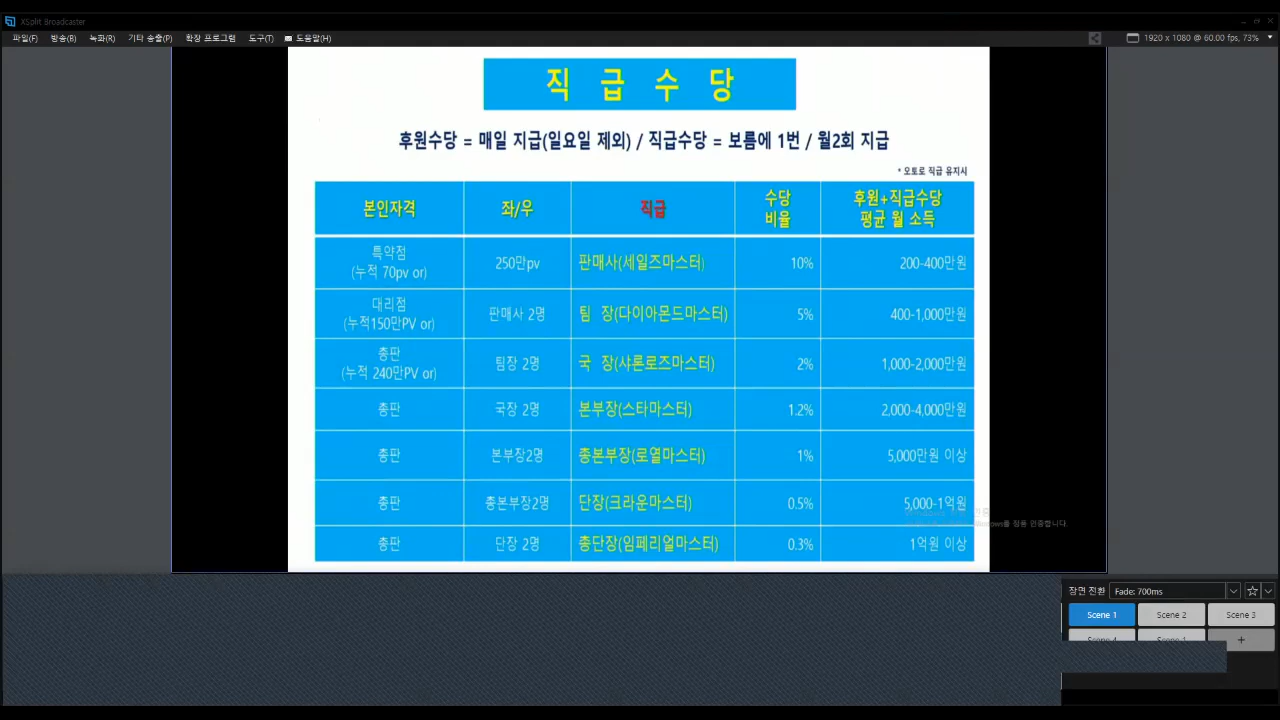 XSplit Broadcaster
파일(F) 방송(B) 녹화(R) 기타 송출(P) 확장 프로그램 도구(T) 도움말(H)
1920 x 1080 @ 60.00 fps, 73%
직 급 수 당
후원수당 = 매일 지급(일요일 제외) / 직급수당 = 보름에 1번 / 월2회 지급
* 오토로 직급 유지시
본인자격 좌/우 직급 수당 비율 후원+직급수당 평균 월 소득
특약점 (누적 70pv or) 250만pv 판매사(세일즈마스터) 10% 200-400만원
대리점 (누적150만PV or) 판매사 2명 팀 장(다이아몬드마스터) 5% 400-1,000만원
총판 (누적 240만PV or) 팀장 2명 국 장(샤론로즈마스터) 2% 1,000-2,000만원
총판 국장 2명 본부장(스타마스터) 1.2% 2,000-4,000만원
총판 본부장2명 총본부장(로열마스터) 1% 5,000만원 이상
총판 총본부장2명 단장(크라운마스터) 0.5% 5,000-1억원
를 정품 인증합니다.
총판 단장 2명 총단장(임페리얼마스터) 0.3% 1억원 이상
장면 전환 Fade: 700ms
Scene 1 Scene 2 Scene 3
Scene 4 Scene 1 +